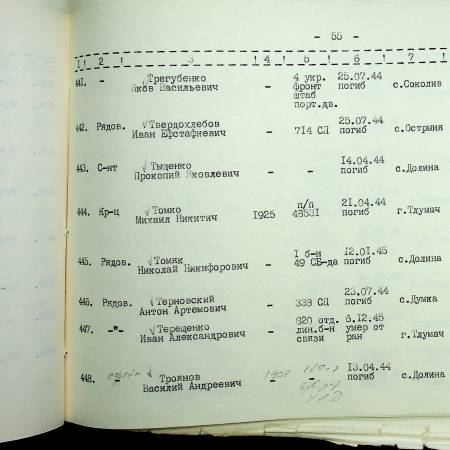 - 55 -
1 ! 2 ! 3 ! 4 ! 5 ! 6 ! 7 !
441. - Трегубенко Яков Васильевич - 4 укр. фронт штаб порт.дв. 25.07.44 погиб с.Соколив
442. Рядов. Твердохлебов Иван Ефстафиевич - 714 СП 25.07.44 погиб с.Острыня
443. С-нт Тыщенко Прокопий Яковлевич - - 14.04.44 погиб с.Долина
444. Кр-ц Томко Михаил Никитич 1925 п/п 48531 21.04.44 погиб г.Тлумач
445. Рядов. Томяк Николай Никифорович - 1 б-н 49 СБ-да 12.01.45 погиб с.Долина
446. Рядов. Терновский Антон Артемович - 338 СП 23.07.44 погиб с.Думка
447. -"- Терещенко Иван Александрович - 820 отд. лин.б-н связи 6.12.45 умер от ран г.Тлумач
448. - Троянов Василий Андреевич 1908 - 13.04.44 погиб с.Долина